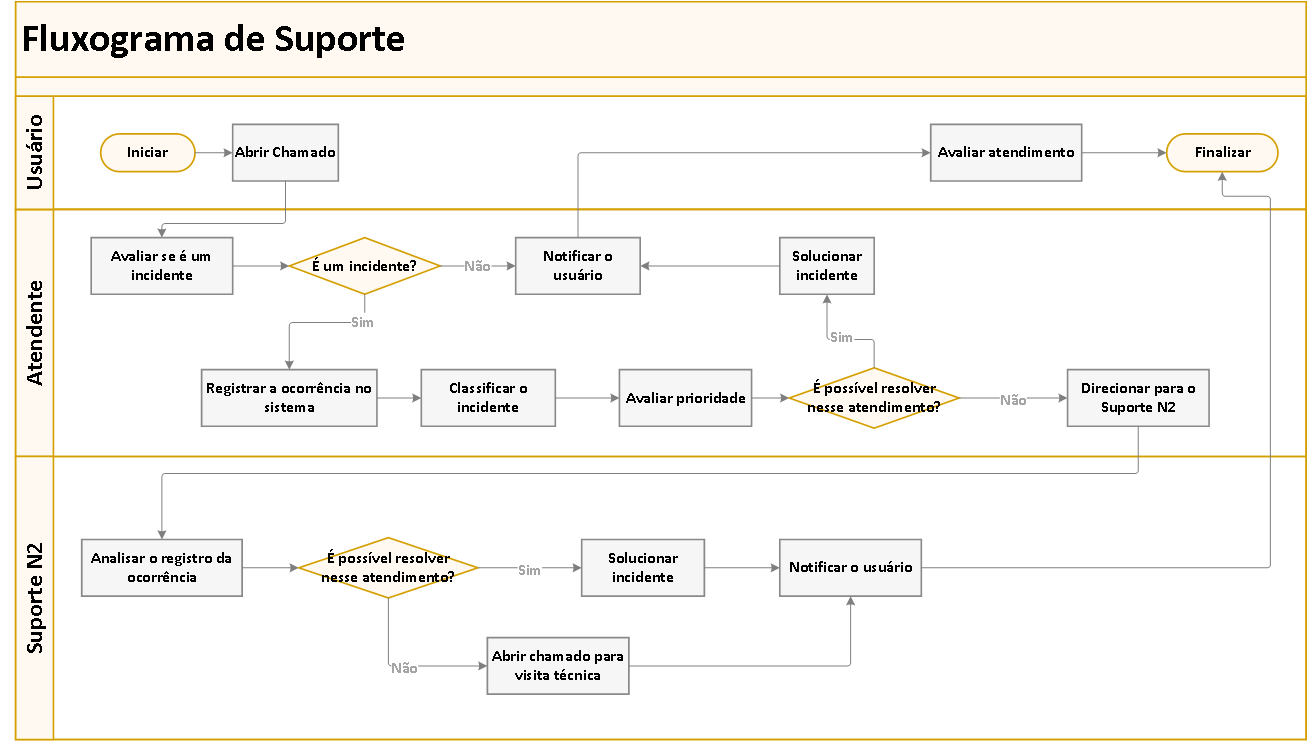 Fluxograma de Suporte
Usuário
Iniciar
Abrir Chamado
Avaliar atendimento
Finalizar
Atendente
Avaliar se é um
incidente
É um incidente?
Não
Notificar o
usuário
Solucionar
incidente
Sim
Sim
Registrar a ocorrência no
sistema
Classificar o
incidente
Avaliar prioridade
É possível resolver
nesse atendimento?
Não
Direcionar para o
Suporte N2
Suporte N2
Analisar o registro da
ocorrência
É possível resolver
nesse atendimento?
Sim
Solucionar
incidente
Notificar o usuário
Não
Abrir chamado para
visita técnica